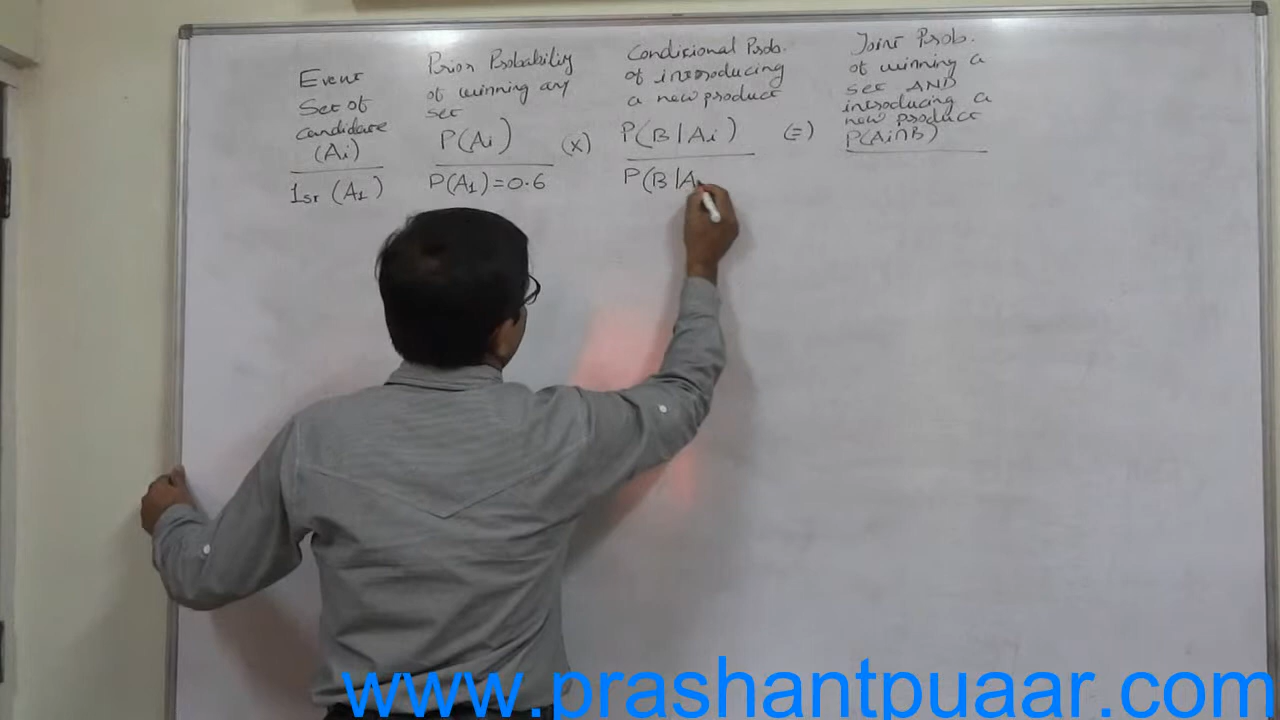 Event
Set of
candidate
(Ai)
1st (A1)
Prior Probability
of winning any
set
P(Ai)
P(A1)=0.6
(x)
Conditional Prob.
of introducing
a new product
P(B|Ai)
P(B|A
(=)
Joint Prob.
of winning a
set AND
introducing a
new product
P(Ai∩B)
www.prashantpuaar.com